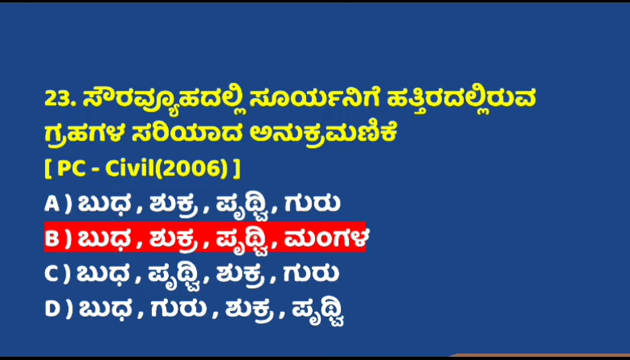 23. ಸೌರವ್ಯೂಹದಲ್ಲಿ ಸೂರ್ಯನಿಗೆ ಹತ್ತಿರದಲ್ಲಿರುವ
ಗ್ರಹಗಳ ಸರಿಯಾದ ಅನುಕ್ರಮಣಿಕೆ
[ PC - Civil(2006) ]
A ) ಬುಧ , ಶುಕ್ರ , ಪೃಥ್ವಿ , ಗುರು
B ) ಬುಧ , ಶುಕ್ರ , ಪೃಥ್ವಿ , ಮಂಗಳ
C ) ಬುಧ , ಪೃಥ್ವಿ , ಶುಕ್ರ , ಗುರು
D ) ಬುಧ , ಗುರು , ಶುಕ್ರ , ಪೃಥ್ವಿ